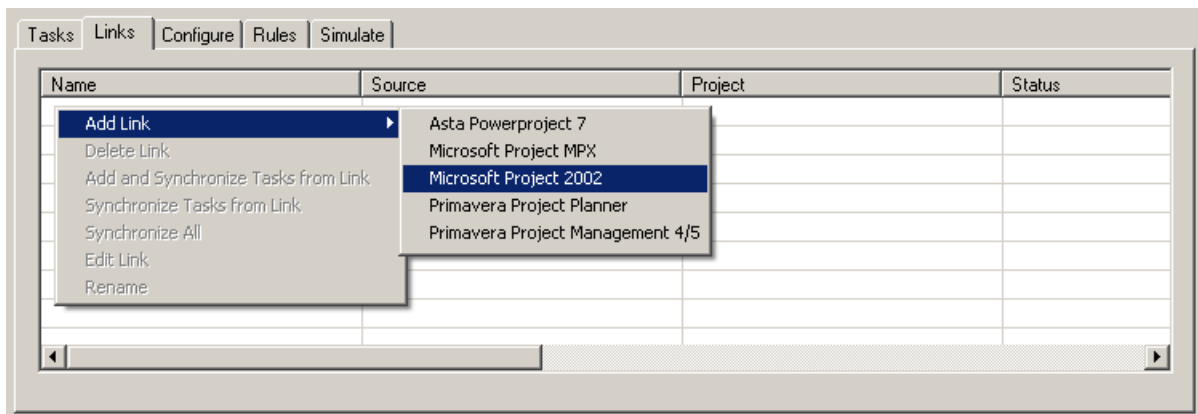 Tasks Links Configure Rules Simulate
Name Source Project Status
Add Link Asta Powerproject 7
Delete Link Microsoft Project MPX
Add and Synchronize Tasks from Link Microsoft Project 2002
Synchronize Tasks from Link Primavera Project Planner
Synchronize All Primavera Project Management 4/5
Edit Link
Rename